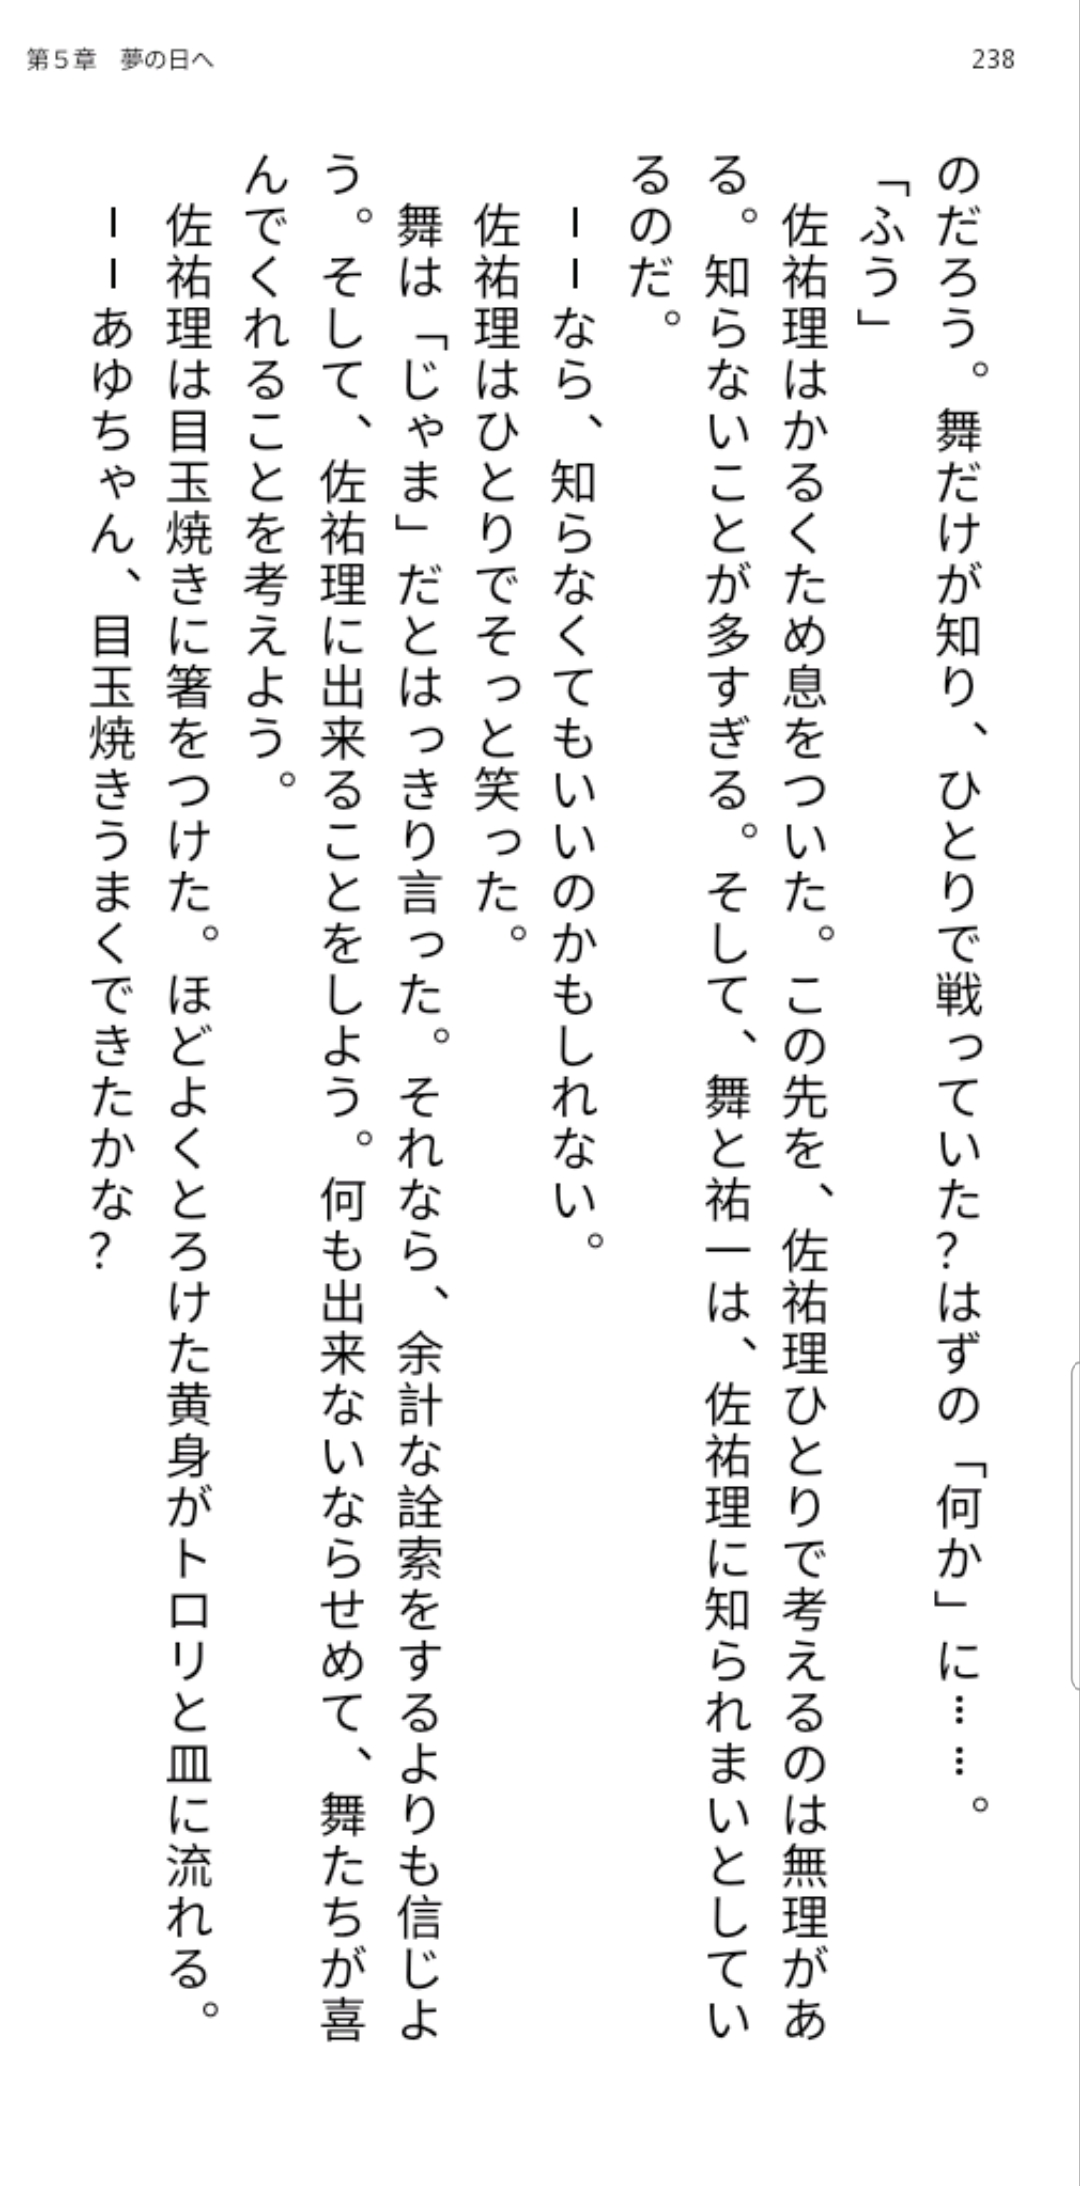 第５章　夢の日へ
238
のだろう。舞だけが知り、ひとりで戦っていた？はずの「何か」に……。
「ふう」
　佐祐理はかるくため息をついた。この先を、佐祐理ひとりで考えるのは無理があ
る。知らないことが多すぎる。そして、舞と祐一は、佐祐理に知られまいとしてい
るのだ。
　ーーなら、知らなくてもいいのかもしれない。
　佐祐理はひとりでそっと笑った。
　舞は「じゃま」だとはっきり言った。それなら、余計な詮索をするよりも信じよ
う。そして、佐祐理に出来ることをしよう。何も出来ないならせめて、舞たちが喜
んでくれることを考えよう。
　佐祐理は目玉焼きに箸をつけた。ほどよくとろけた黄身がトロリと皿に流れる。
　ーーあゆちゃん、目玉焼きうまくできたかな？